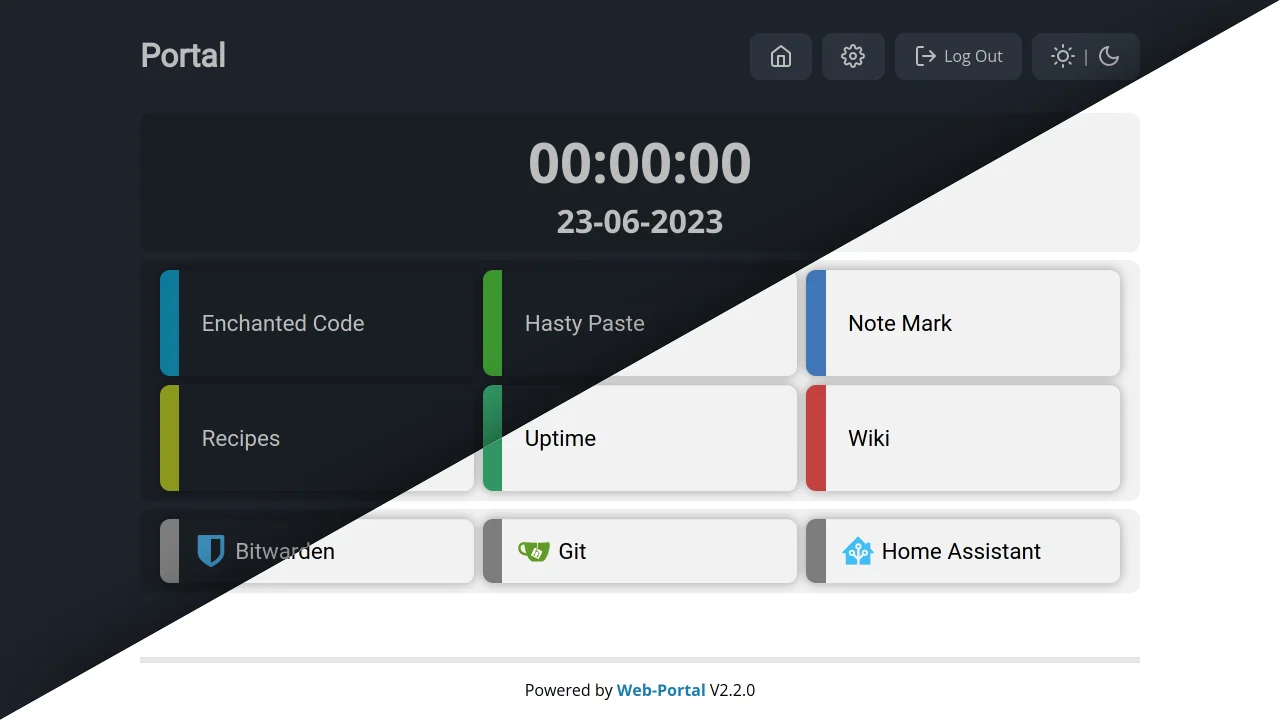 Portal
Log Out
|
00:00:00
23-06-2023
Enchanted Code
Hasty Paste
Note Mark
Recipes
Uptime
Wiki
Bitwarden
Git
Home Assistant
Powered by Web-Portal V2.2.0